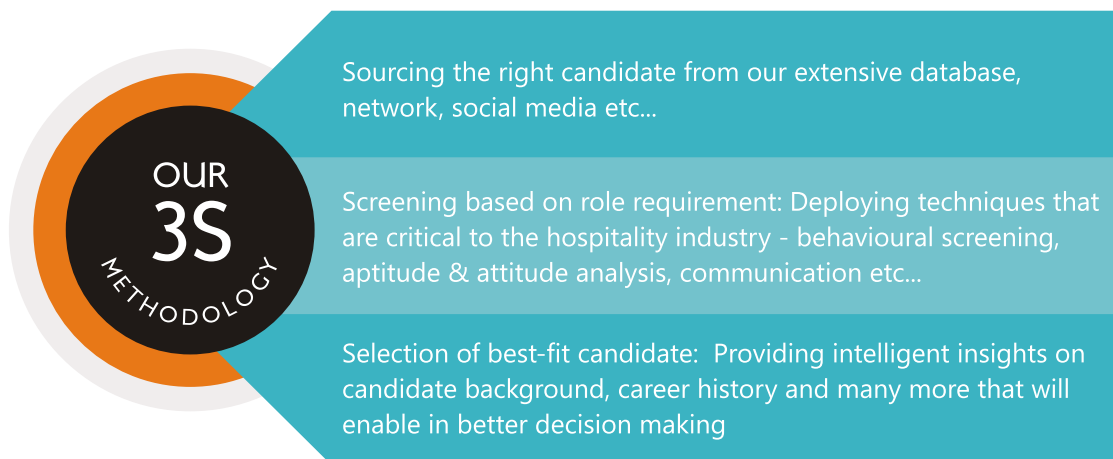 OUR
3S
METHODOLOGY
Sourcing the right candidate from our extensive database,
network, social media etc...
Screening based on role requirement: Deploying techniques that
are critical to the hospitality industry - behavioural screening,
aptitude & attitude analysis, communication etc...
Selection of best-fit candidate:  Providing intelligent insights on
candidate background, career history and many more that will
enable in better decision making